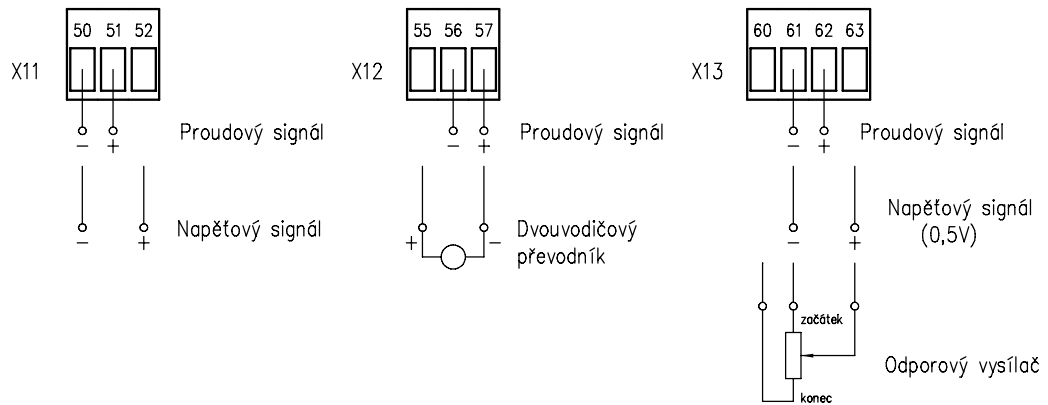 50 51 52
X11
Proudový signál
− +
Napěťový signál
− +
55 56 57
X12
Proudový signál
− +
Dvouvodičový
převodník
+ −
60 61 62 63
X13
Proudový signál
− +
Napěťový signál
(0,5V)
− +
začátek
Odporový vysílač
konec